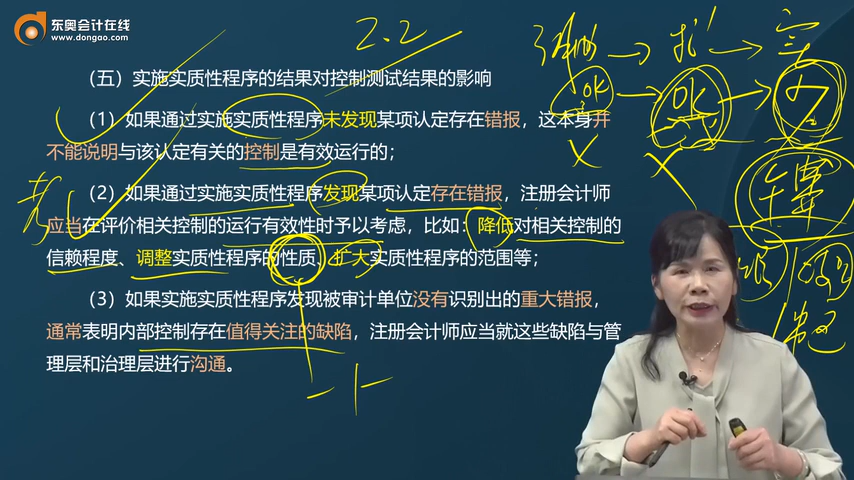 东奥会计在线
www.dongao.com
2.2
（五）实施实质性程序的结果对控制测试结果的影响
（1）如果通过实施实质性程序未发现某项认定存在错报，这本身并
不能说明与该认定有关的控制是有效运行的；
（2）如果通过实施实质性程序发现某项认定存在错报，注册会计师
应当在评价相关控制的运行有效性时予以考虑，比如：降低对相关控制的
信赖程度、调整实质性程序的性质、扩大实质性程序的范围等；
（3）如果实施实质性程序发现被审计单位没有识别出的重大错报，
通常表明内部控制存在值得关注的缺陷，注册会计师应当就这些缺陷与管
理层和治理层进行沟通。
OK
OK